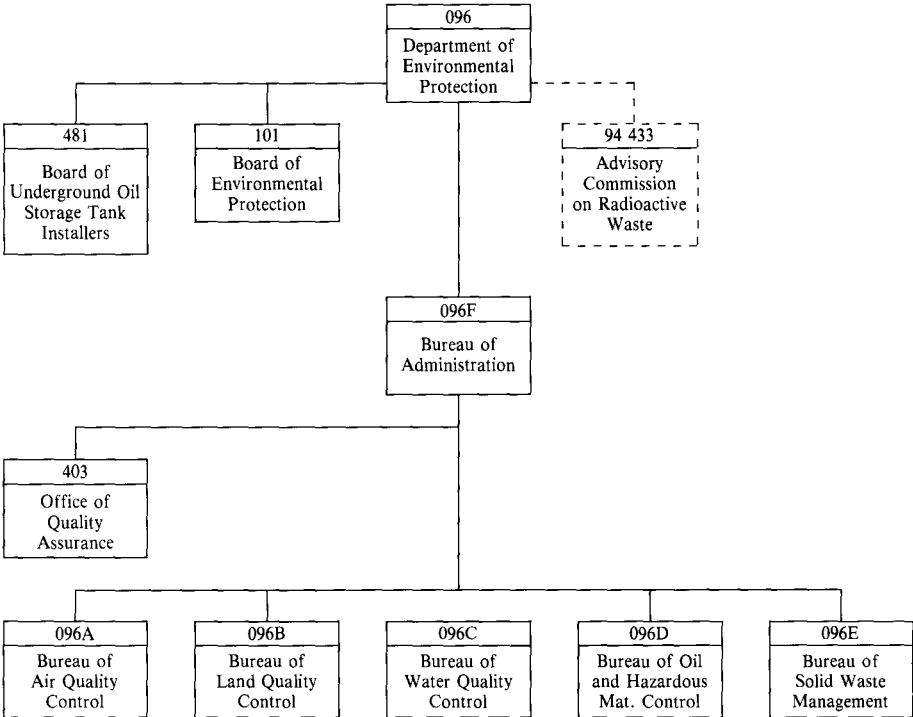 096
Department of
Environmental
Protection
481
Board of
Underground Oil
Storage Tank
Installers
101
Board of
Environmental
Protection
94 433
Advisory
Commission
on Radioactive
Waste
096F
Bureau of
Administration
403
Office of
Quality
Assurance
096A
Bureau of
Air Quality
Control
096B
Bureau of
Land Quality
Control
096C
Bureau of
Water Quality
Control
096D
Bureau of Oil
and Hazardous
Mat. Control
096E
Bureau of
Solid Waste
Management